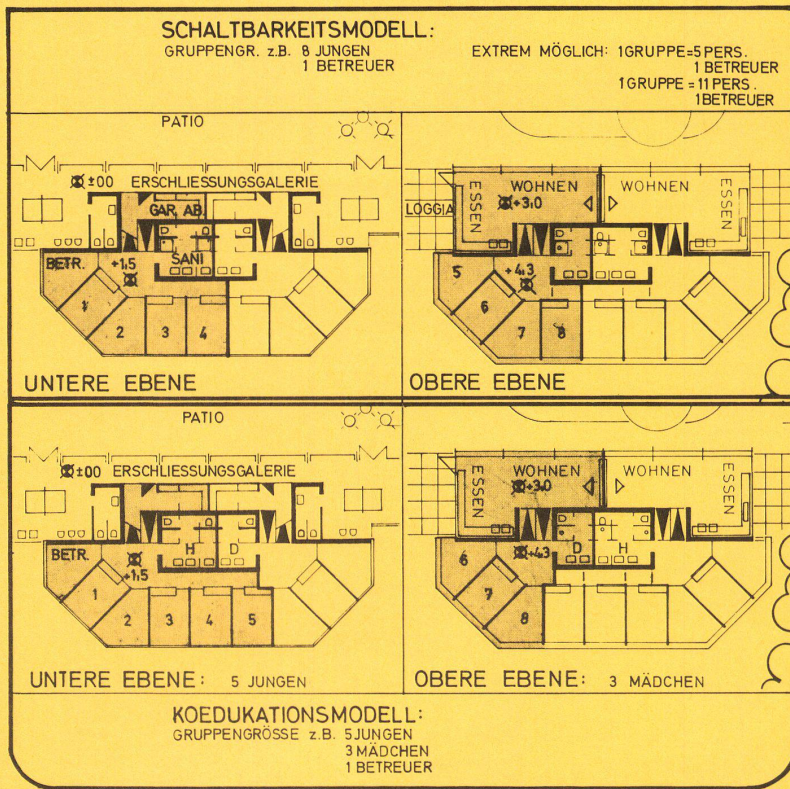 SCHALTBARKEITSMODELL:
GRUPPENGR. z.B. 8 JUNGEN
1 BETREUER
EXTREM MÖGLICH: 1GRUPPE=5PERS.
1 BETREUER
1GRUPPE = 11PERS.
1BETREUER
PATIO
±00 ERSCHLIESSUNGSGALERIE
GAR. AB.
BETR.
+1,5
SANI
1
2
3
4
UNTERE EBENE
LOGGIA
ESSEN
WOHNEN
+3,0
WOHNEN
ESSEN
+4,3
5
6
7
8
OBERE EBENE
PATIO
±00 ERSCHLIESSUNGSGALERIE
BETR.
+1,5
H
D
1
2
3
4
5
UNTERE EBENE: 5 JUNGEN
ESSEN
WOHNEN
+3,0
WOHNEN
ESSEN
+4,3
D
H
6
7
8
OBERE EBENE: 3 MÄDCHEN
KOEDUKATIONSMODELL:
GRUPPENGRÖSSE z.B. 5JUNGEN
3 MÄDCHEN
1 BETREUER